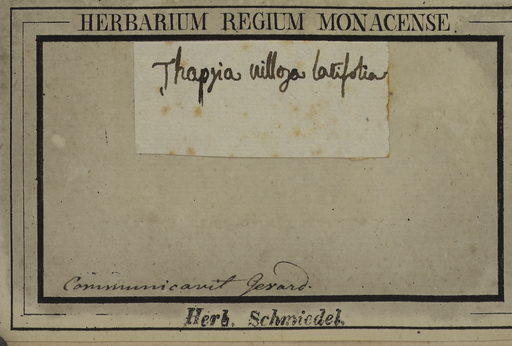 HERBARIUM REGIUM MONACENSE.
Thapsia villosa latifolia
Communicavit Gerard.
Herb. Schmiedel.